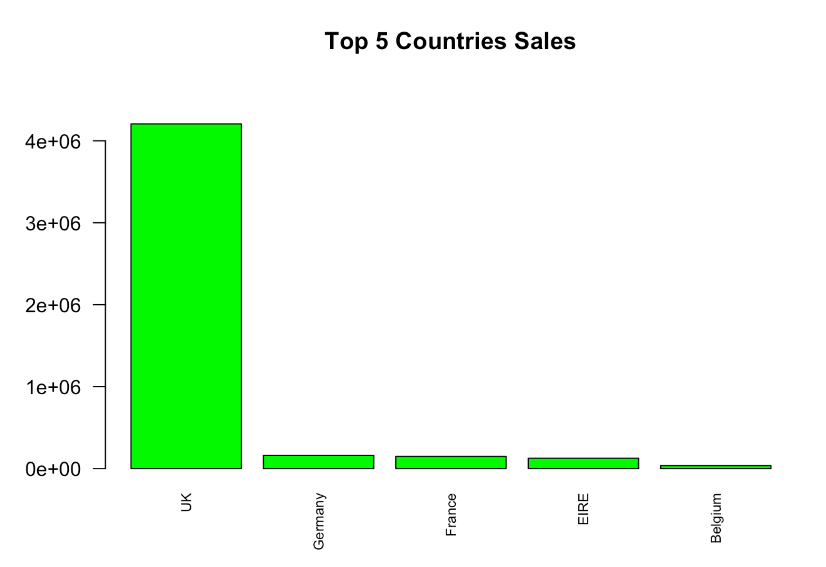 Top 5 Countries Sales
4e+06
3e+06
2e+06
1e+06
0e+00
UK
Germany
France
EIRE
Belgium